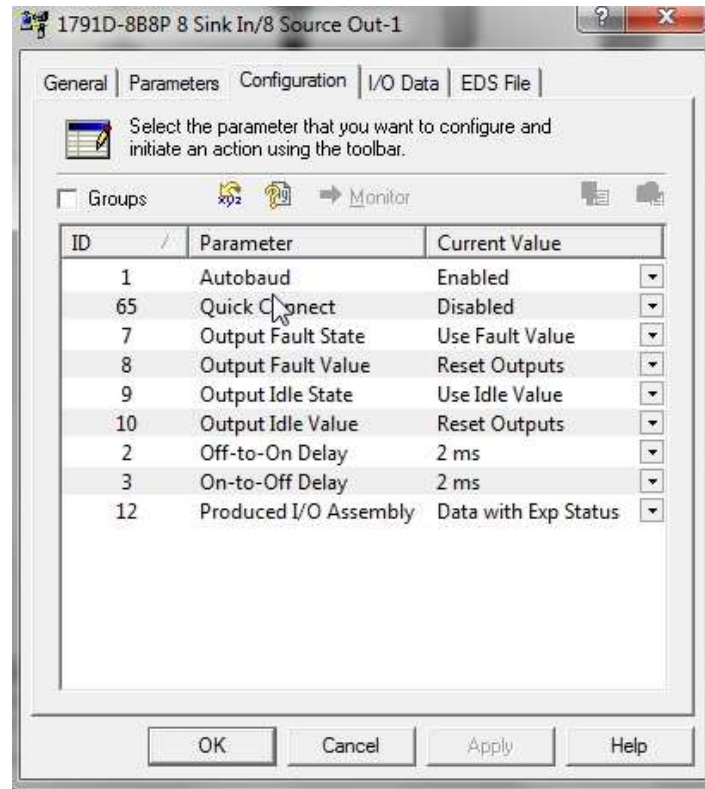 1791D-8B8P 8 Sink In/8 Source Out-1
? X
General Parameters Configuration I/O Data EDS File
Select the parameter that you want to configure and
initiate an action using the toolbar.
Groups xyz Monitor
ID / Parameter Current Value
1 Autobaud Enabled
65 Quick Connect Disabled
7 Output Fault State Use Fault Value
8 Output Fault Value Reset Outputs
9 Output Idle State Use Idle Value
10 Output Idle Value Reset Outputs
2 Off-to-On Delay 2 ms
3 On-to-Off Delay 2 ms
12 Produced I/O Assembly Data with Exp Status
OK Cancel Apply Help